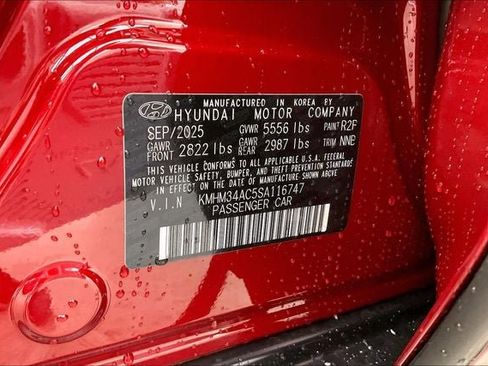 MANUFACTURED IN KOREA BY
HYUNDAI MOTOR COMPANY
SEP/2025 GVWR 5556 lbs PAINT R2F
GAWR FRONT 2822 lbs GAWR REAR 2987 lbs TRIM NNE
THIS VEHICLE CONFORMS TO ALL APPLICABLE U.S.A. FEDERAL
MOTOR VEHICLE SAFETY, BUMPER, AND THEFT PREVENTION
STANDARDS IN EFFECT ON THE DATE OF MANUFACTURE SHOWN ABOVE.
V.I.N KMHM34AC5SA116747
PASSENGER CAR